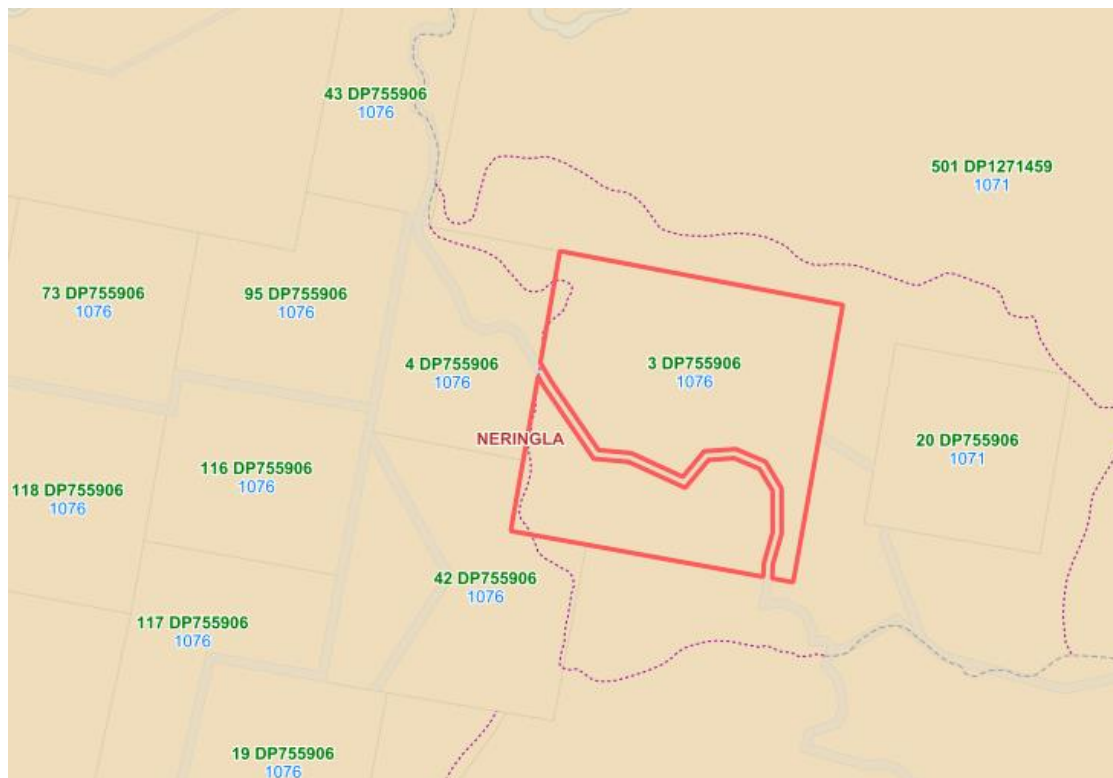 43 DP755906
1076
501 DP1271459
1071
73 DP755906
1076
95 DP755906
1076
4 DP755906
1076
3 DP755906
1076
NERINGLA
20 DP755906
1071
116 DP755906
1076
118 DP755906
1076
42 DP755906
1076
117 DP755906
1076
19 DP755906
1076